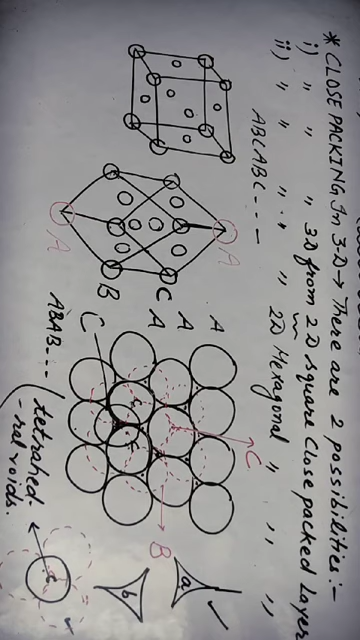 * CLOSE PACKING In 3-D → There are 2 possibilities :-
i) " " " 3D from 2D square Close packed Layer
ii) " " " " " 2D Hexagonal " " "
ABCABC - - -
A
B
C
A
A
A
A
C
B
C
ABAB - - -
tetrahed-
-ral voids.
a
b
c